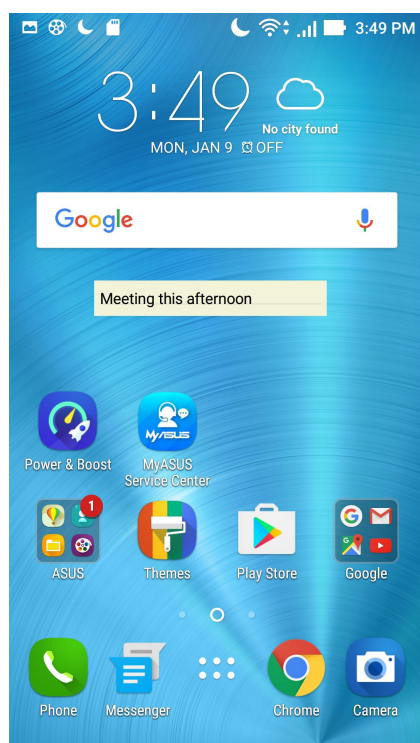 3:49 PM
3:49
No city found
MON, JAN 9 OFF
Google
Meeting this afternoon
MyASUS
Power & Boost
MyASUS
Service Center
1
G
G
ASUS
Themes
Play Store
Google
Phone
Messenger
Chrome
Camera